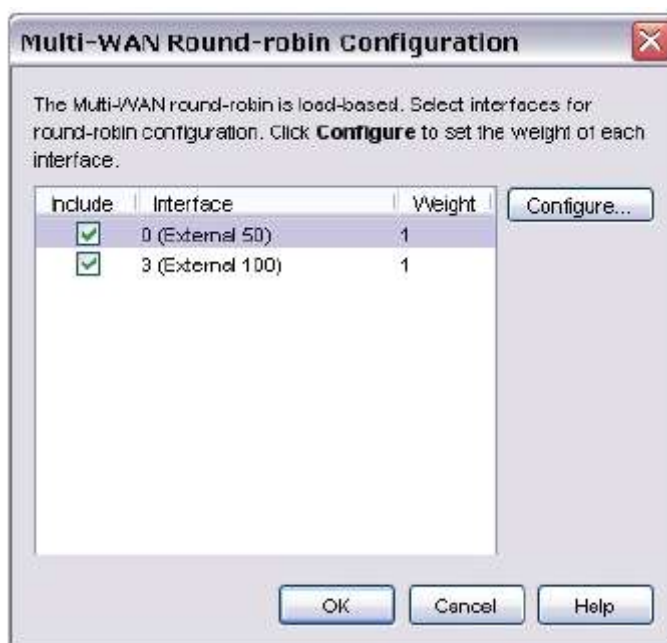 Multi-WAN Round-robin Configuration
The Multi-WAN round-robin is load-based. Select interfaces for
round-robin configuration. Click Configure to set the weight of each
interface.
Include Interface Weight Configure...
0 (External 50) 1
3 (External 100) 1
OK Cancel Help